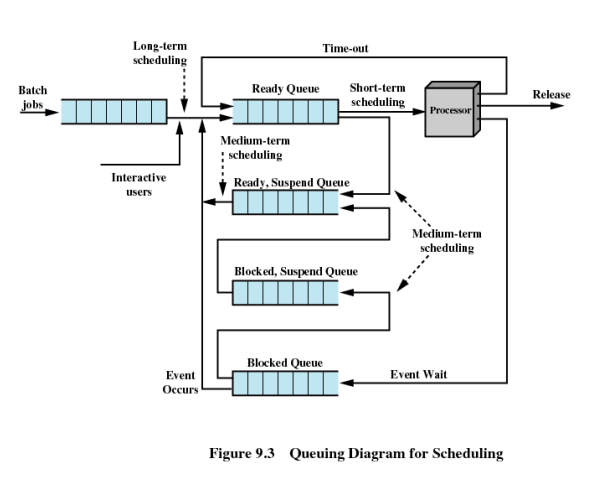 Long-term
scheduling
Time-out
Batch
jobs
Ready Queue
Short-term
scheduling
Processor
Release
Interactive
users
Medium-term
scheduling
Ready, Suspend Queue
Medium-term
scheduling
Blocked, Suspend Queue
Blocked Queue
Event
Occurs
Event Wait
Figure 9.3 Queuing Diagram for Scheduling